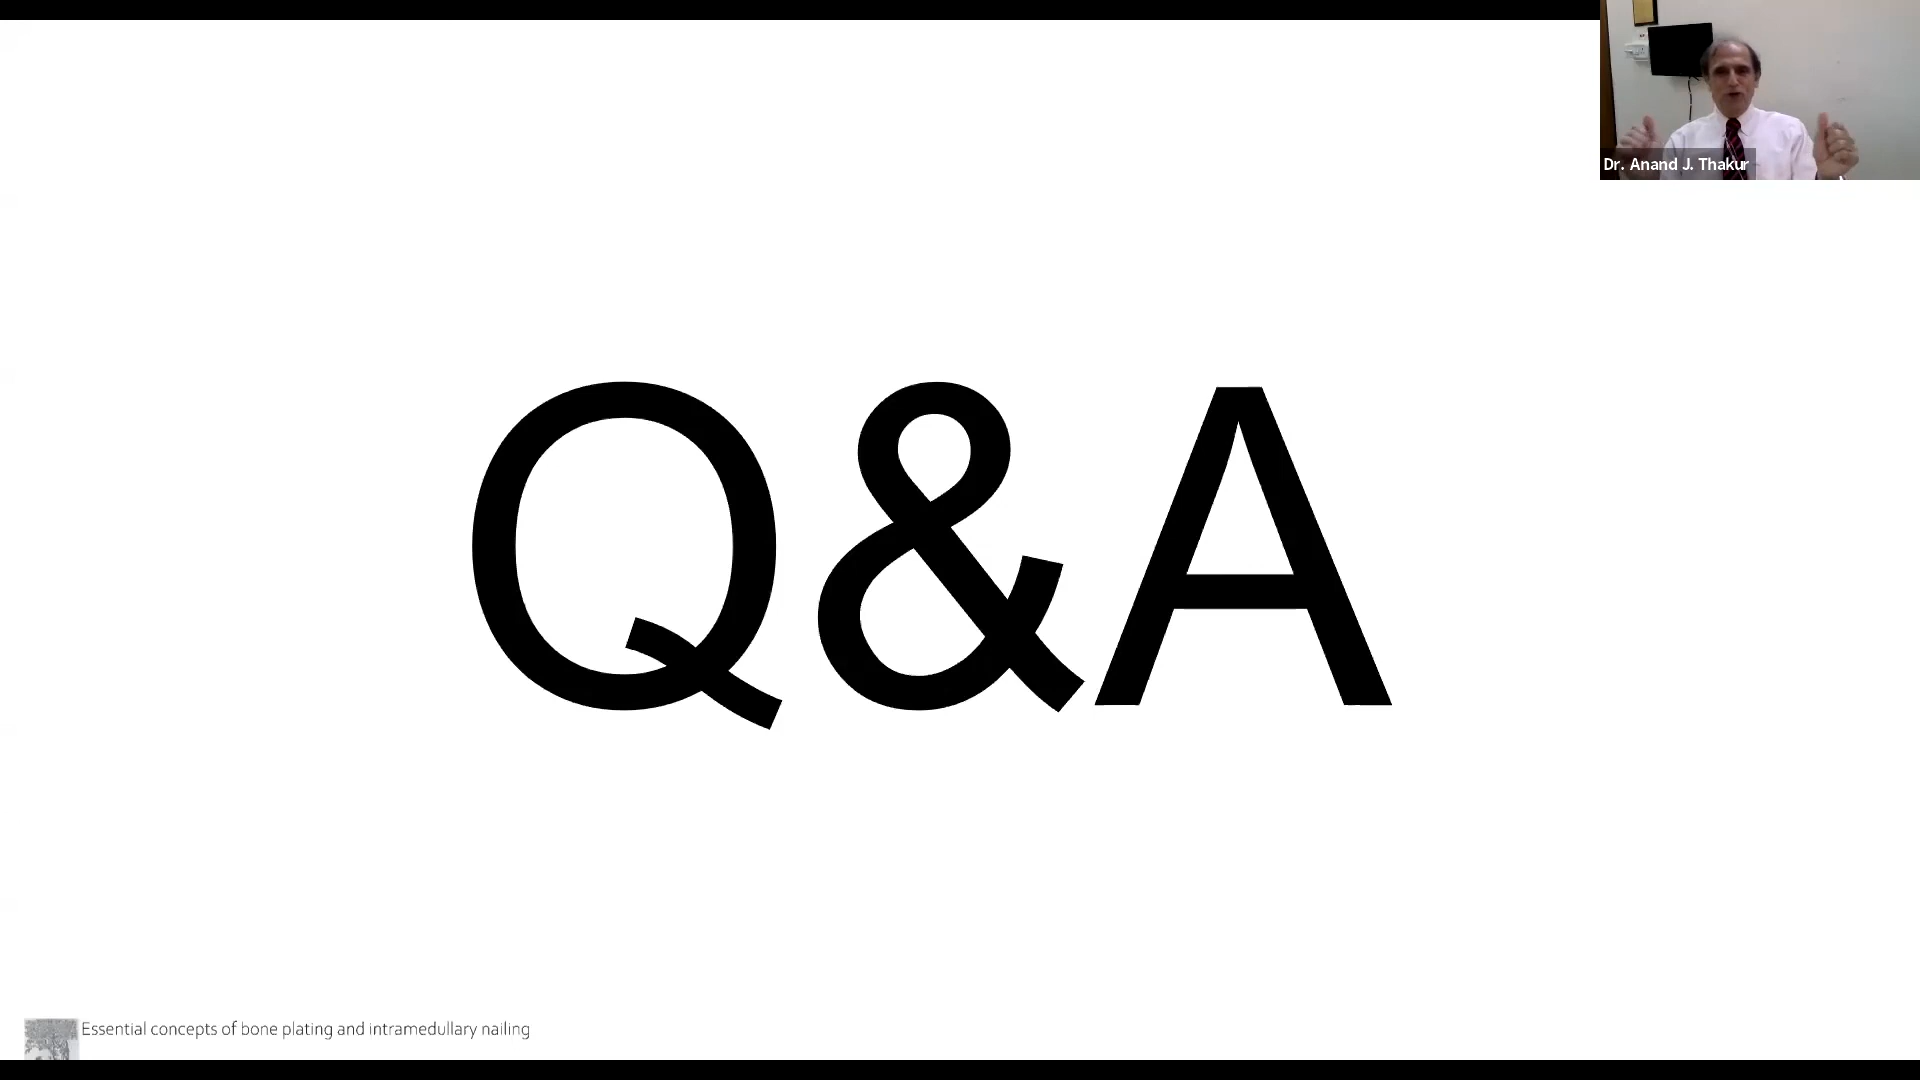 Dr. Anand J. Thakur
Q&A
Essential concepts of bone plating and intramedullary nailing